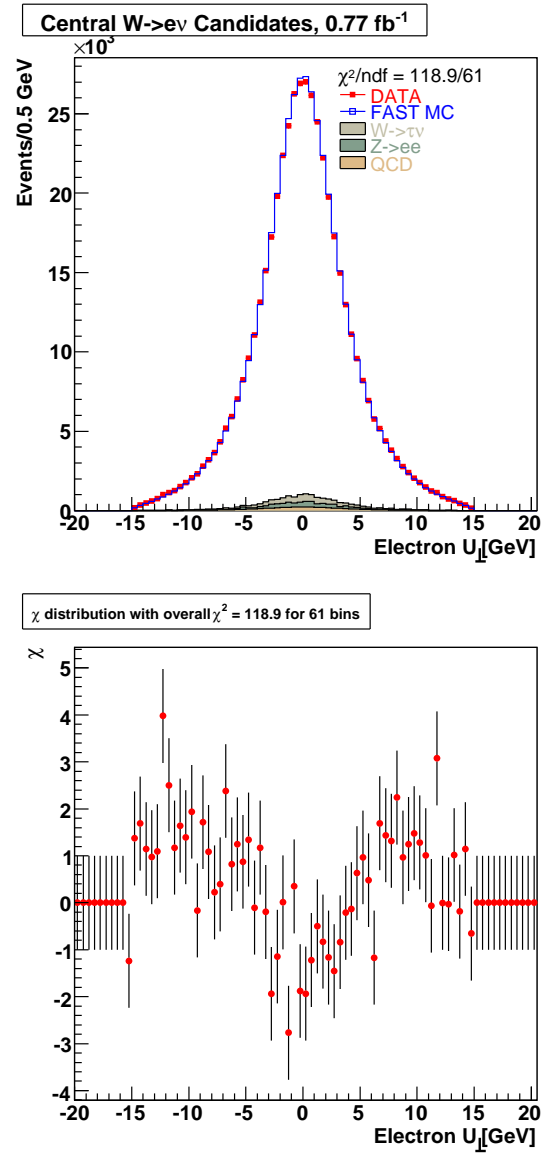 Central W->eν Candidates, 0.77 fb⁻¹
×10³
χ²/ndf = 118.9/61
DATA
FAST MC
W->τν
Z->ee
QCD
Events/0.5 GeV
25
20
15
10
5
0
-20 -15 -10 -5 0 5 10 15 20
Electron U⊥[GeV]
χ distribution with overall χ² = 118.9 for 61 bins
χ
5
4
3
2
1
0
-1
-2
-3
-4
-20 -15 -10 -5 0 5 10 15 20
Electron U⊥[GeV]